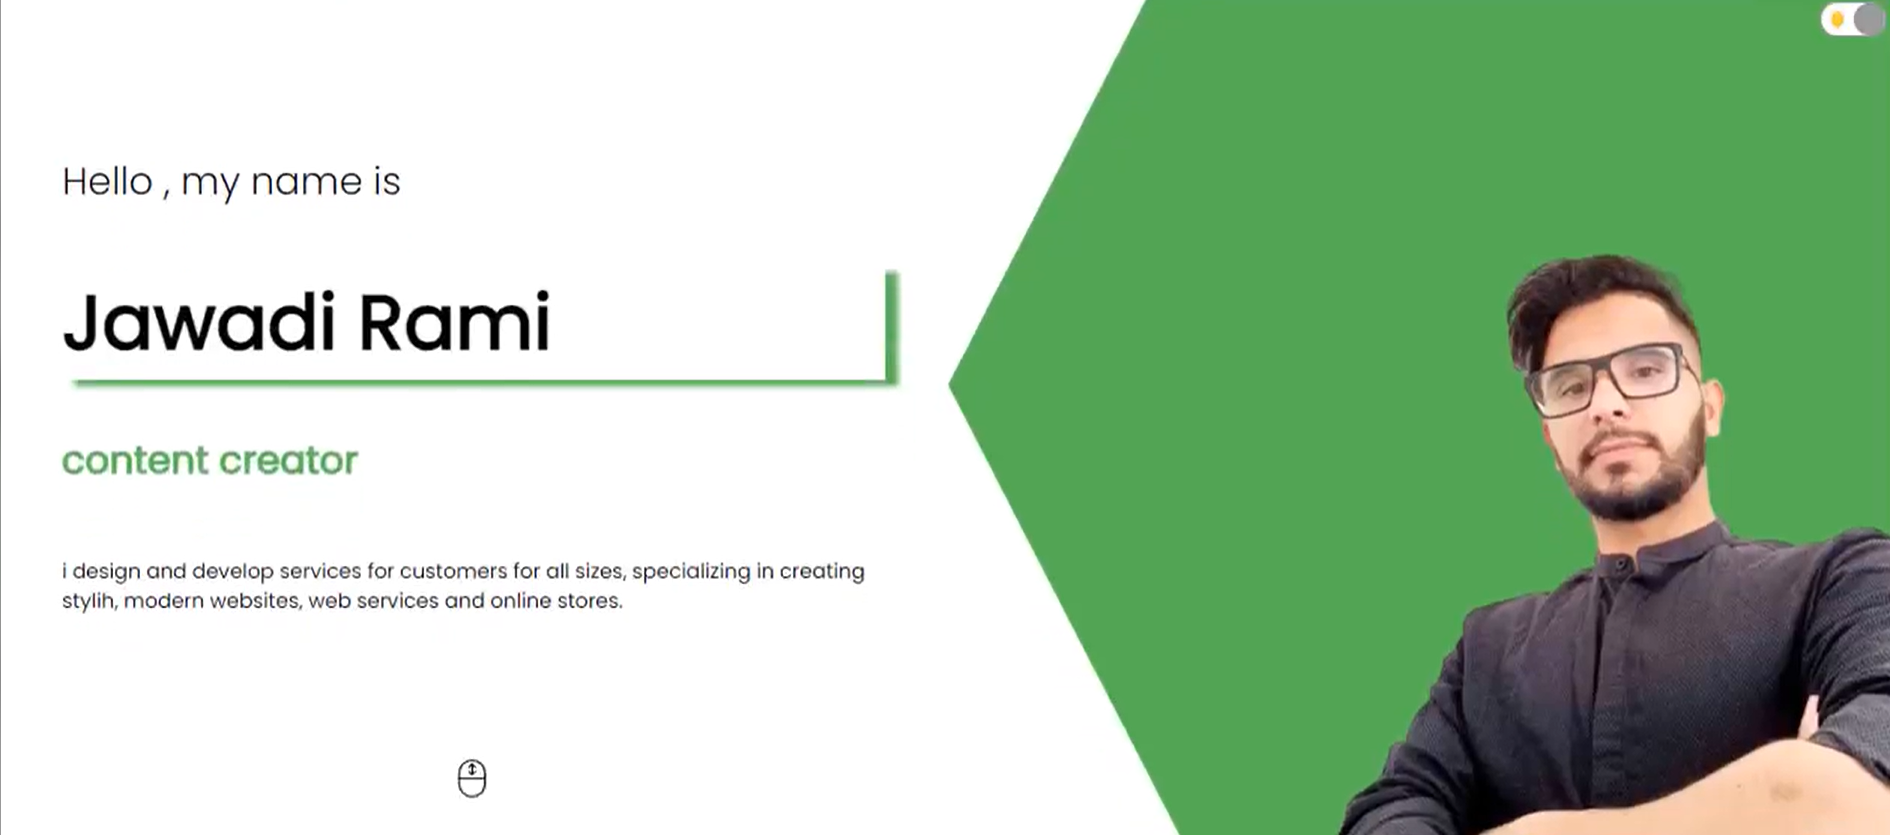 Hello , my name is
Jawadi Rami
content creator
i design and develop services for customers for all sizes, specializing in creating
stylih, modern websites, web services and online stores.